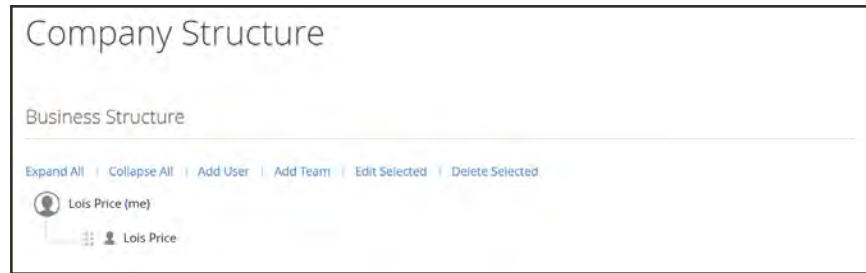 Company Structure
Business Structure
Expand All | Collapse All | Add User | Add Team | Edit Selected | Delete Selected
Lois Price (me)
Lois Price